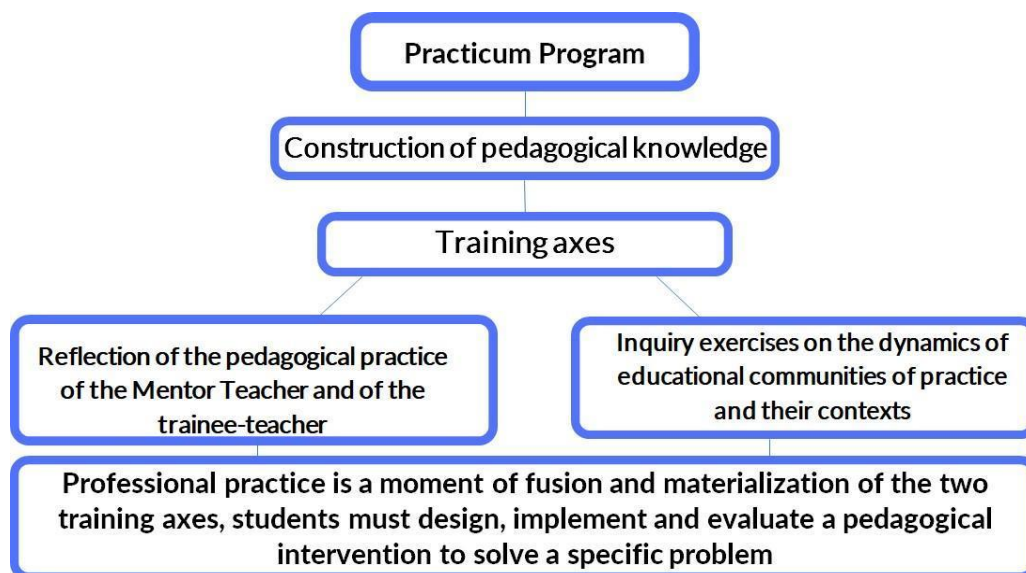 Practicum Program
Construction of pedagogical knowledge
Training axes
Reflection of the pedagogical practice
of the Mentor Teacher and of the
trainee-teacher
Inquiry exercises on the dynamics of
educational communities of practice
and their contexts
Professional practice is a moment of fusion and materialization of the two
training axes, students must design, implement and evaluate a pedagogical
intervention to solve a specific problem